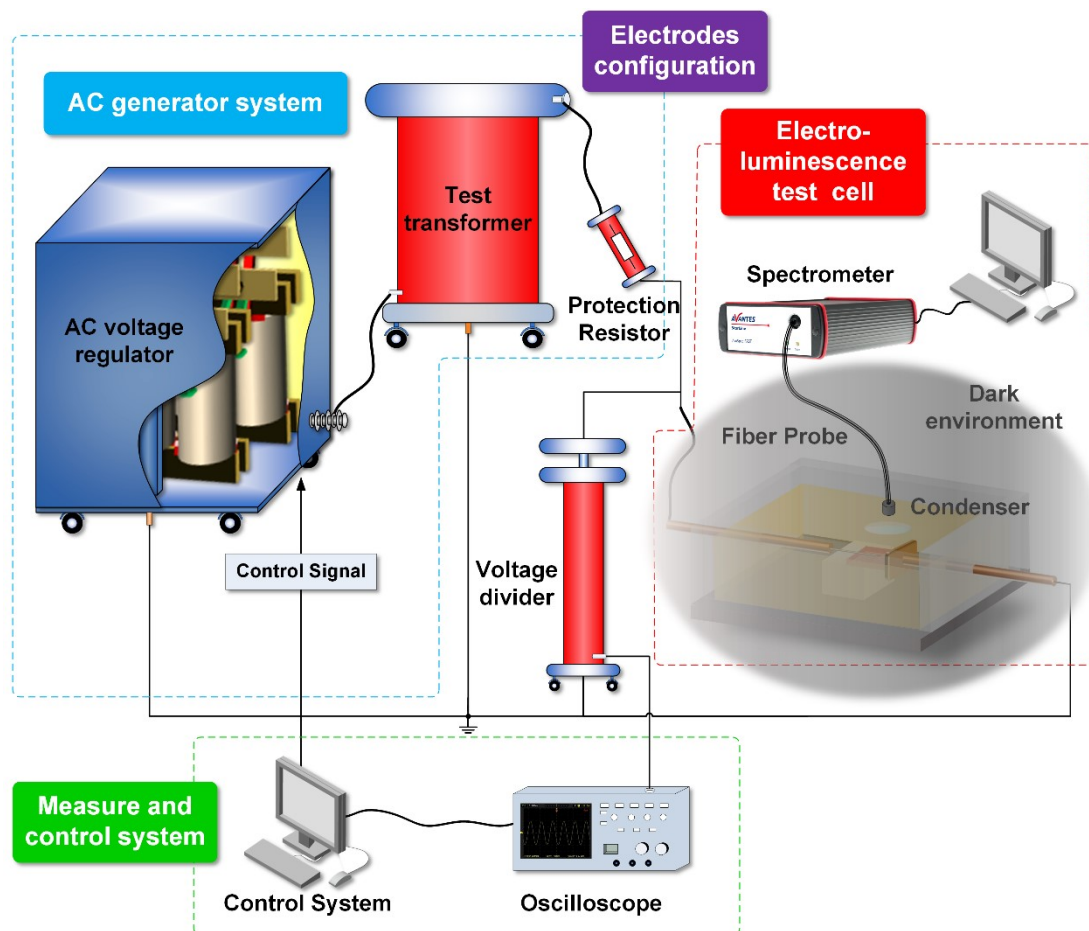 Electrodes
configuration
AC generator system
Electro-
luminescence
test cell
Test
transformer
Spectrometer
AVANTES
Protection
Resistor
AC voltage
regulator
Dark
environment
Fiber Probe
Condenser
Control Signal
Voltage
divider
Measure and
control system
Control System
Oscilloscope